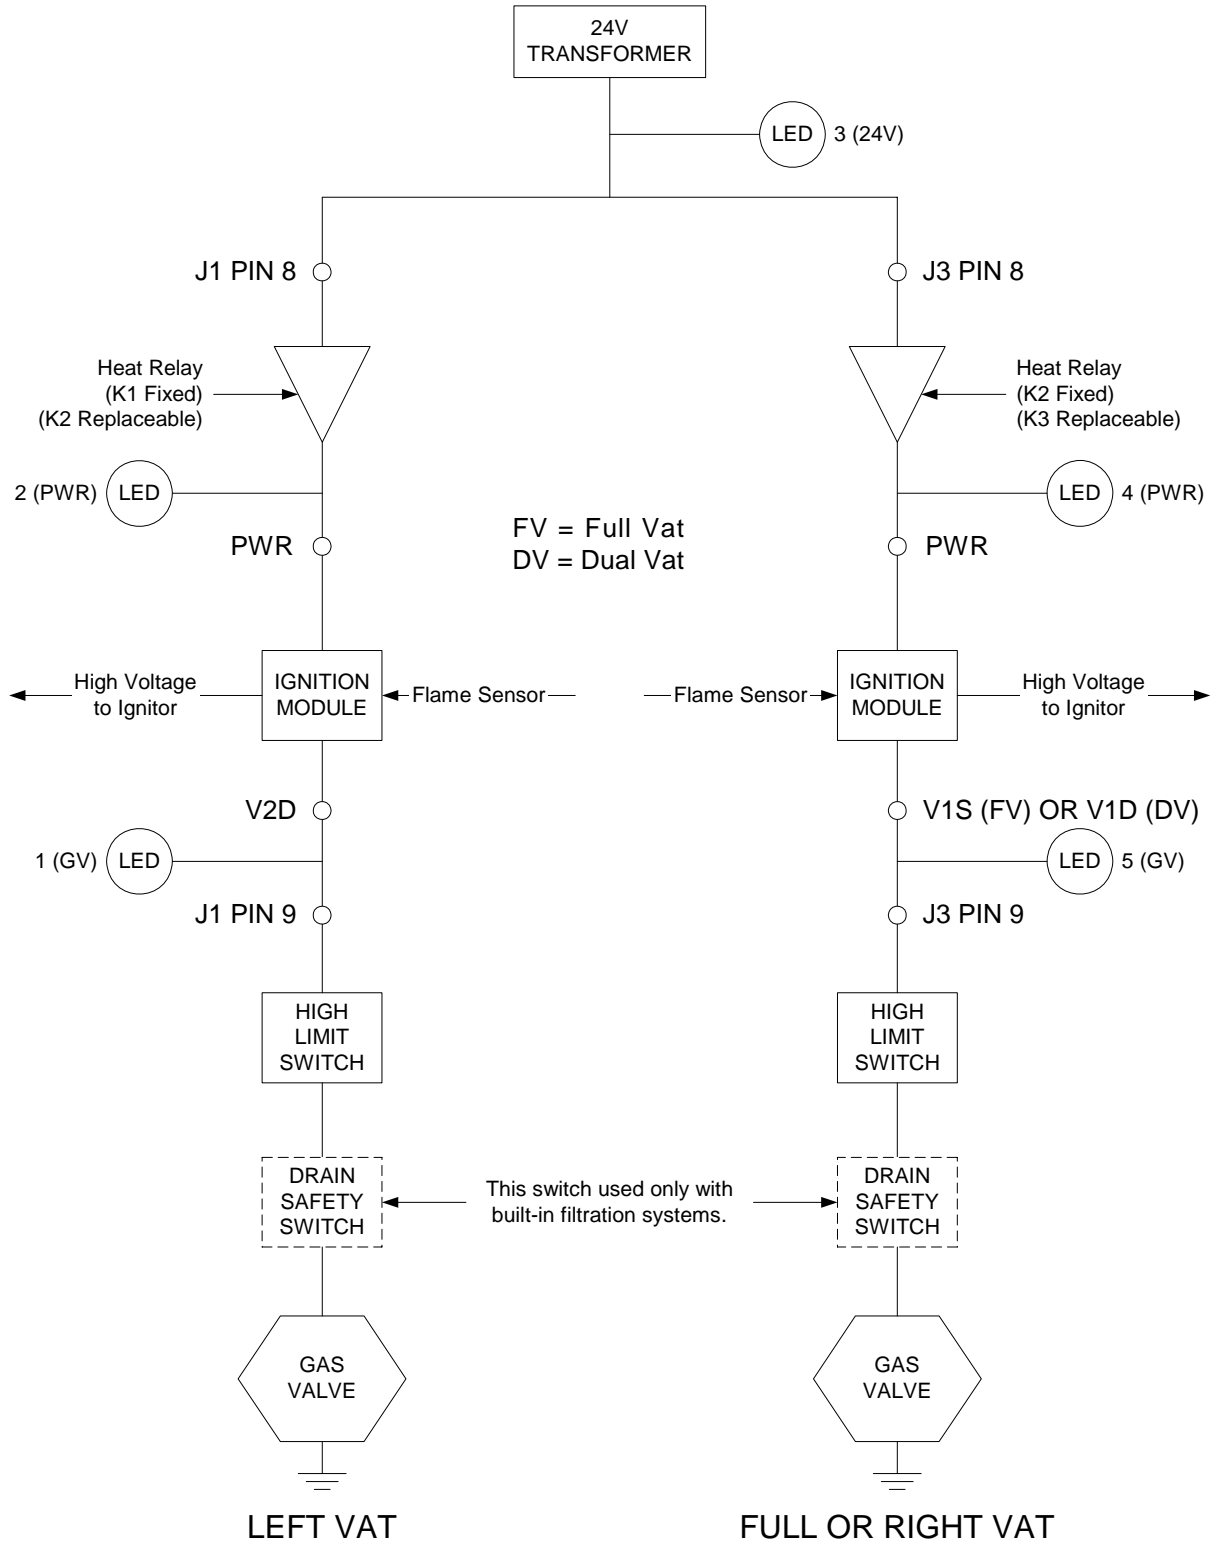 24V
TRANSFORMER
LED 3 (24V)
J1 PIN 8
J3 PIN 8
Heat Relay
(K1 Fixed)
(K2 Replaceable)
Heat Relay
(K2 Fixed)
(K3 Replaceable)
2 (PWR) LED
LED 4 (PWR)
FV = Full Vat
DV = Dual Vat
PWR
PWR
High Voltage
to Ignitor
IGNITION
MODULE
Flame Sensor
Flame Sensor
IGNITION
MODULE
High Voltage
to Ignitor
V2D
V1S (FV) OR V1D (DV)
1 (GV) LED
LED 5 (GV)
J1 PIN 9
J3 PIN 9
HIGH
LIMIT
SWITCH
HIGH
LIMIT
SWITCH
DRAIN
SAFETY
SWITCH
This switch used only with
built-in filtration systems.
DRAIN
SAFETY
SWITCH
GAS
VALVE
GAS
VALVE
LEFT VAT
FULL OR RIGHT VAT